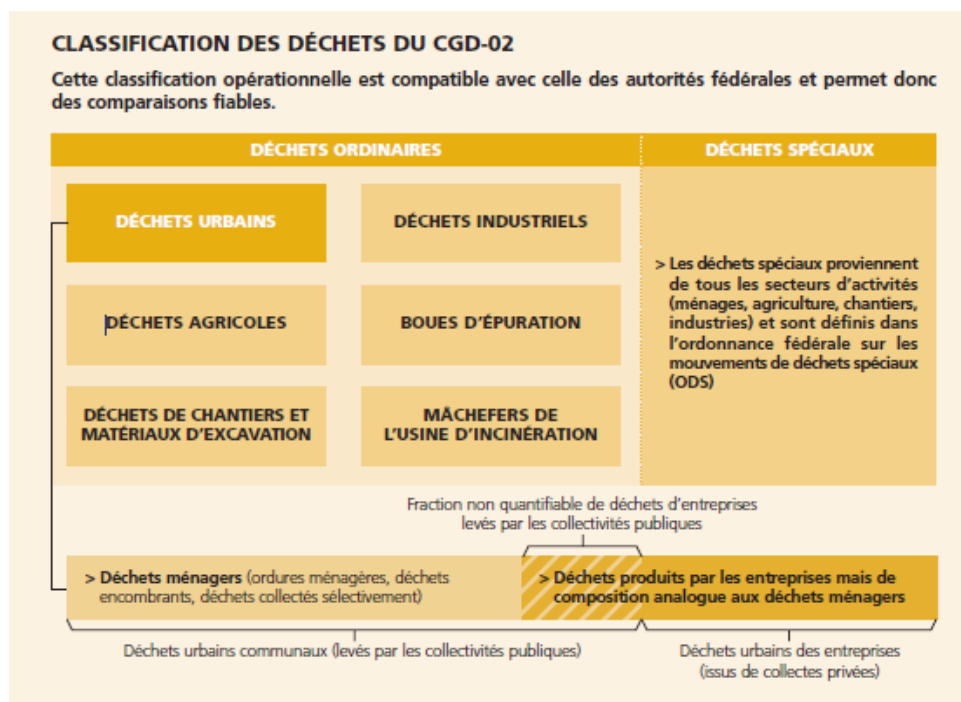 CLASSIFICATION DES DÉCHETS DU CGD-02
Cette classification opérationnelle est compatible avec celle des autorités fédérales et permet donc
des comparaisons fiables.
DÉCHETS ORDINAIRES
DÉCHETS SPÉCIAUX
DÉCHETS URBAINS
DÉCHETS INDUSTRIELS
DÉCHETS AGRICOLES
BOUES D'ÉPURATION
DÉCHETS DE CHANTIERS ET
MATÉRIAUX D'EXCAVATION
MÂCHEFERS DE
L'USINE D'INCINÉRATION
> Les déchets spéciaux proviennent
de tous les secteurs d'activités
(ménages, agriculture, chantiers,
industries) et sont définis dans
l'ordonnance fédérale sur les
mouvements de déchets spéciaux
(ODS)
Fraction non quantifiable de déchets d'entreprises
levés par les collectivités publiques
> Déchets ménagers (ordures ménagères, déchets
encombrants, déchets collectés sélectivement)
> Déchets produits par les entreprises mais de
composition analogue aux déchets ménagers
Déchets urbains communaux (levés par les collectivités publiques)
Déchets urbains des entreprises
(issus de collectes privées)